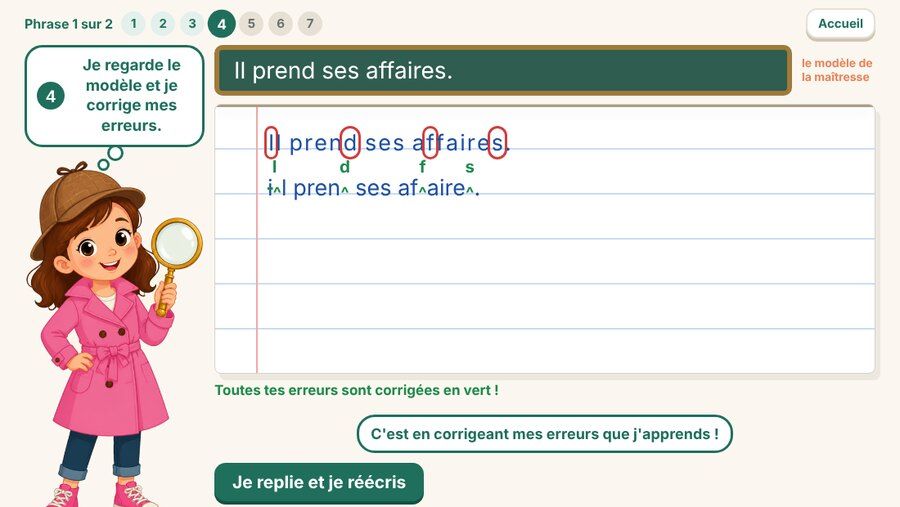 Phrase 1 sur 2 1 2 3 4 5 6 7 Accueil
4 Je regarde le modèle et je corrige mes erreurs.
Il prend ses affaires.
le modèle de la maîtresse
Il prend ses affaires.
I d f s
i^l pren^ ses af^aire^.
Toutes tes erreurs sont corrigées en vert !
C'est en corrigeant mes erreurs que j'apprends !
Je replie et je réécris